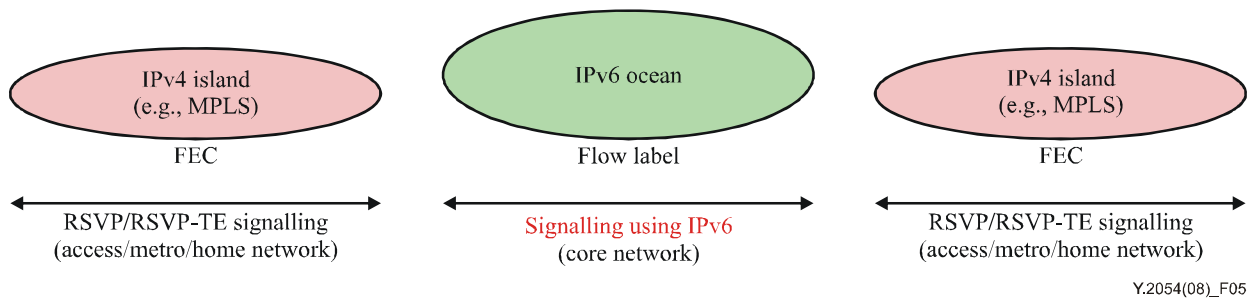 IPv4 island
(e.g., MPLS)
FEC
RSVP/RSVP-TE signalling
(access/metro/home network)
IPv6 ocean
Flow label
Signalling using IPv6
(core network)
IPv4 island
(e.g., MPLS)
FEC
RSVP/RSVP-TE signalling
(access/metro/home network)
Y.2054(08)_F05